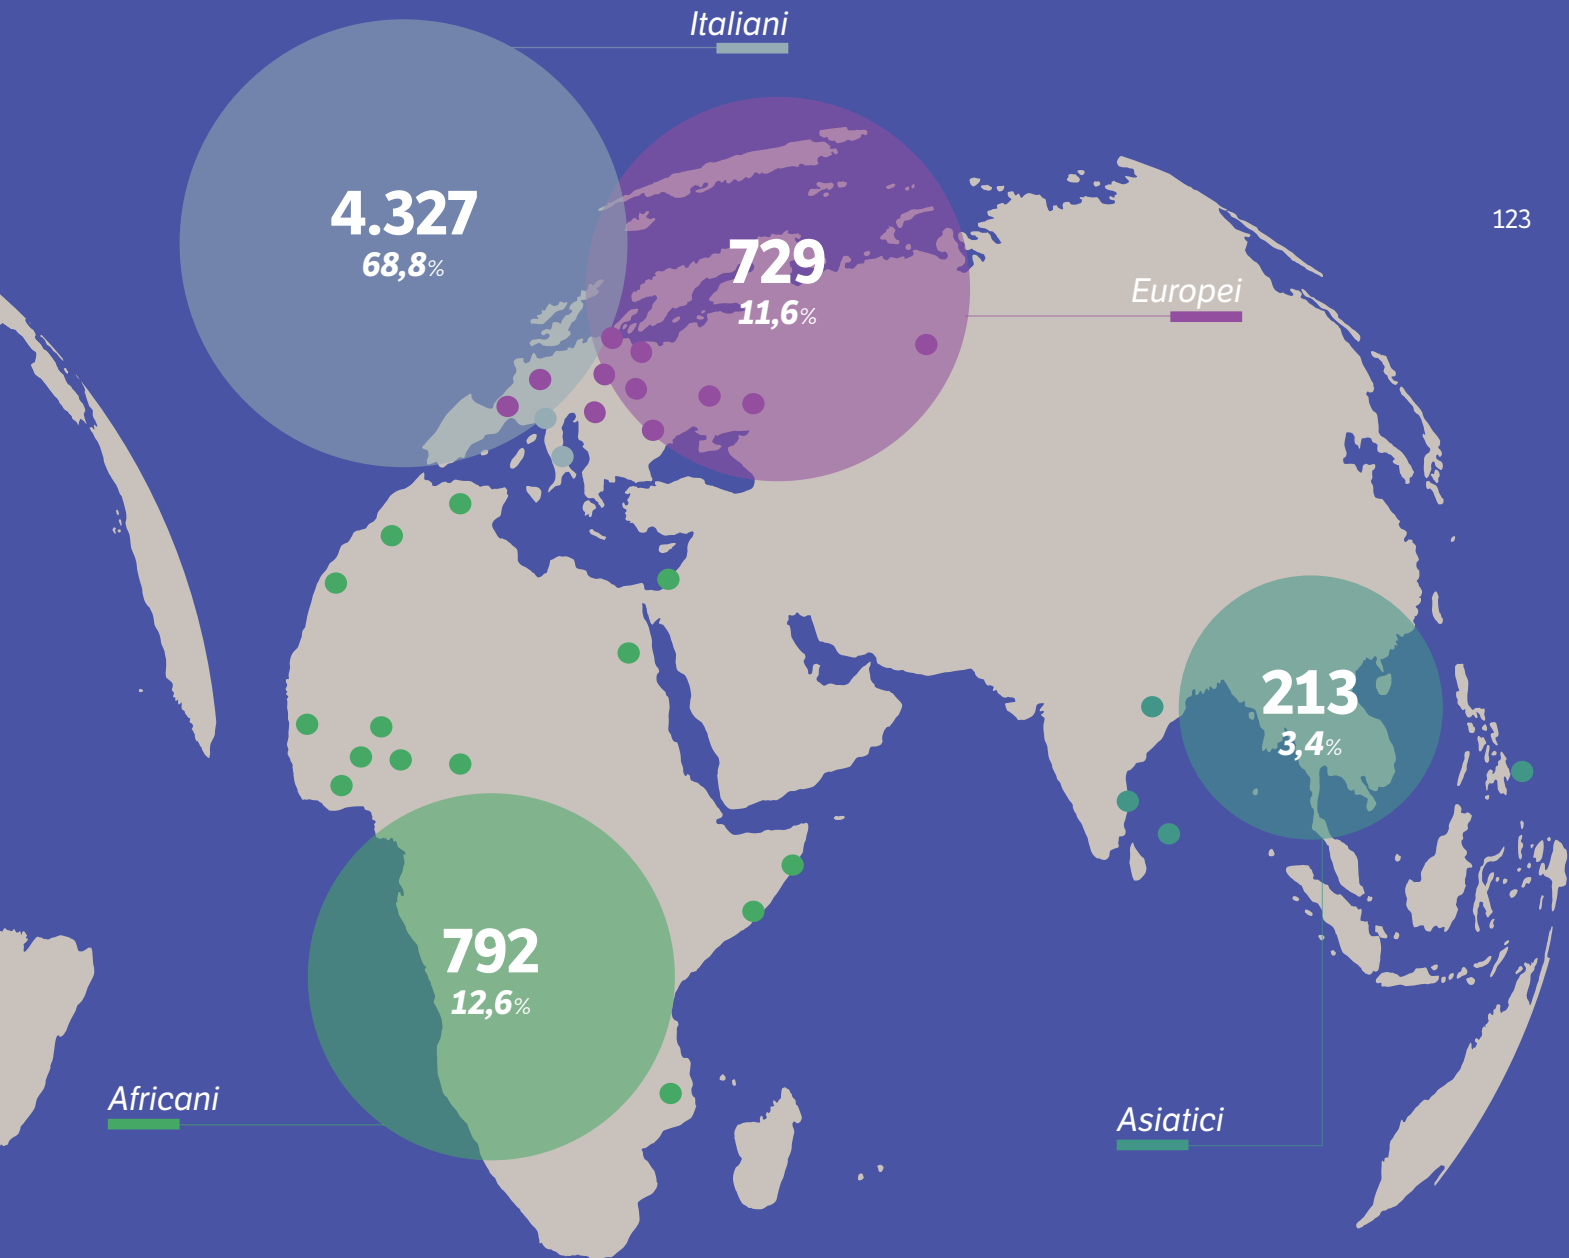 Italiani
4.327
68,8%
123
729
11,6%
Europei
213
3,4%
792
12,6%
Africani
Asiatici